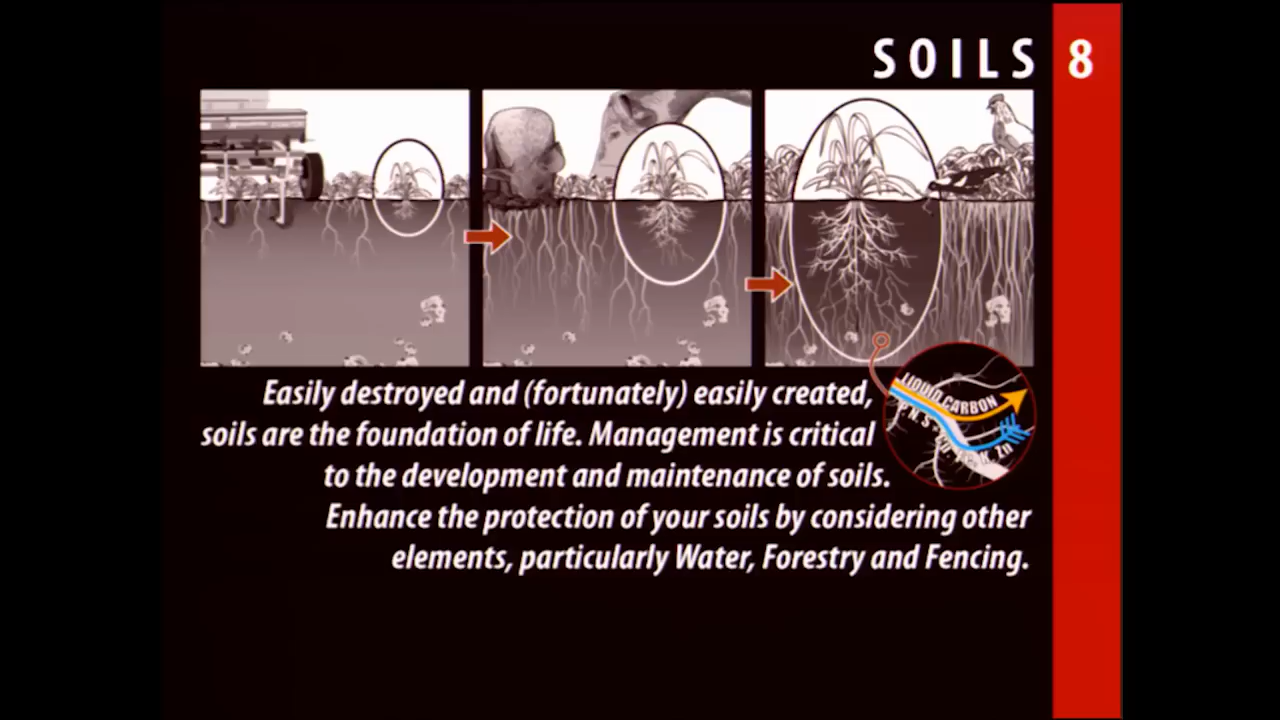 SOILS 8
Easily destroyed and (fortunately) easily created,
soils are the foundation of life. Management is critical
to the development and maintenance of soils.
Enhance the protection of your soils by considering other
elements, particularly Water, Forestry and Fencing.
LIQUID CARBON
P. N. S
K, Zn